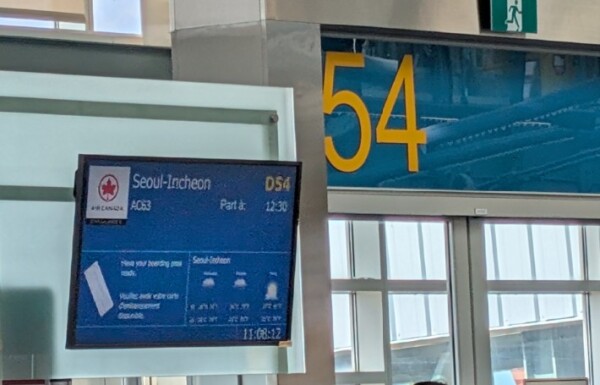 54
AIR CANADA
Seoul-Incheon
D54
AC63
Part à: 12:30
Have your boarding pass
ready.
Veuillez avoir votre carte
d'embarquement
disponible.
Seoul-Incheon
11:08:12